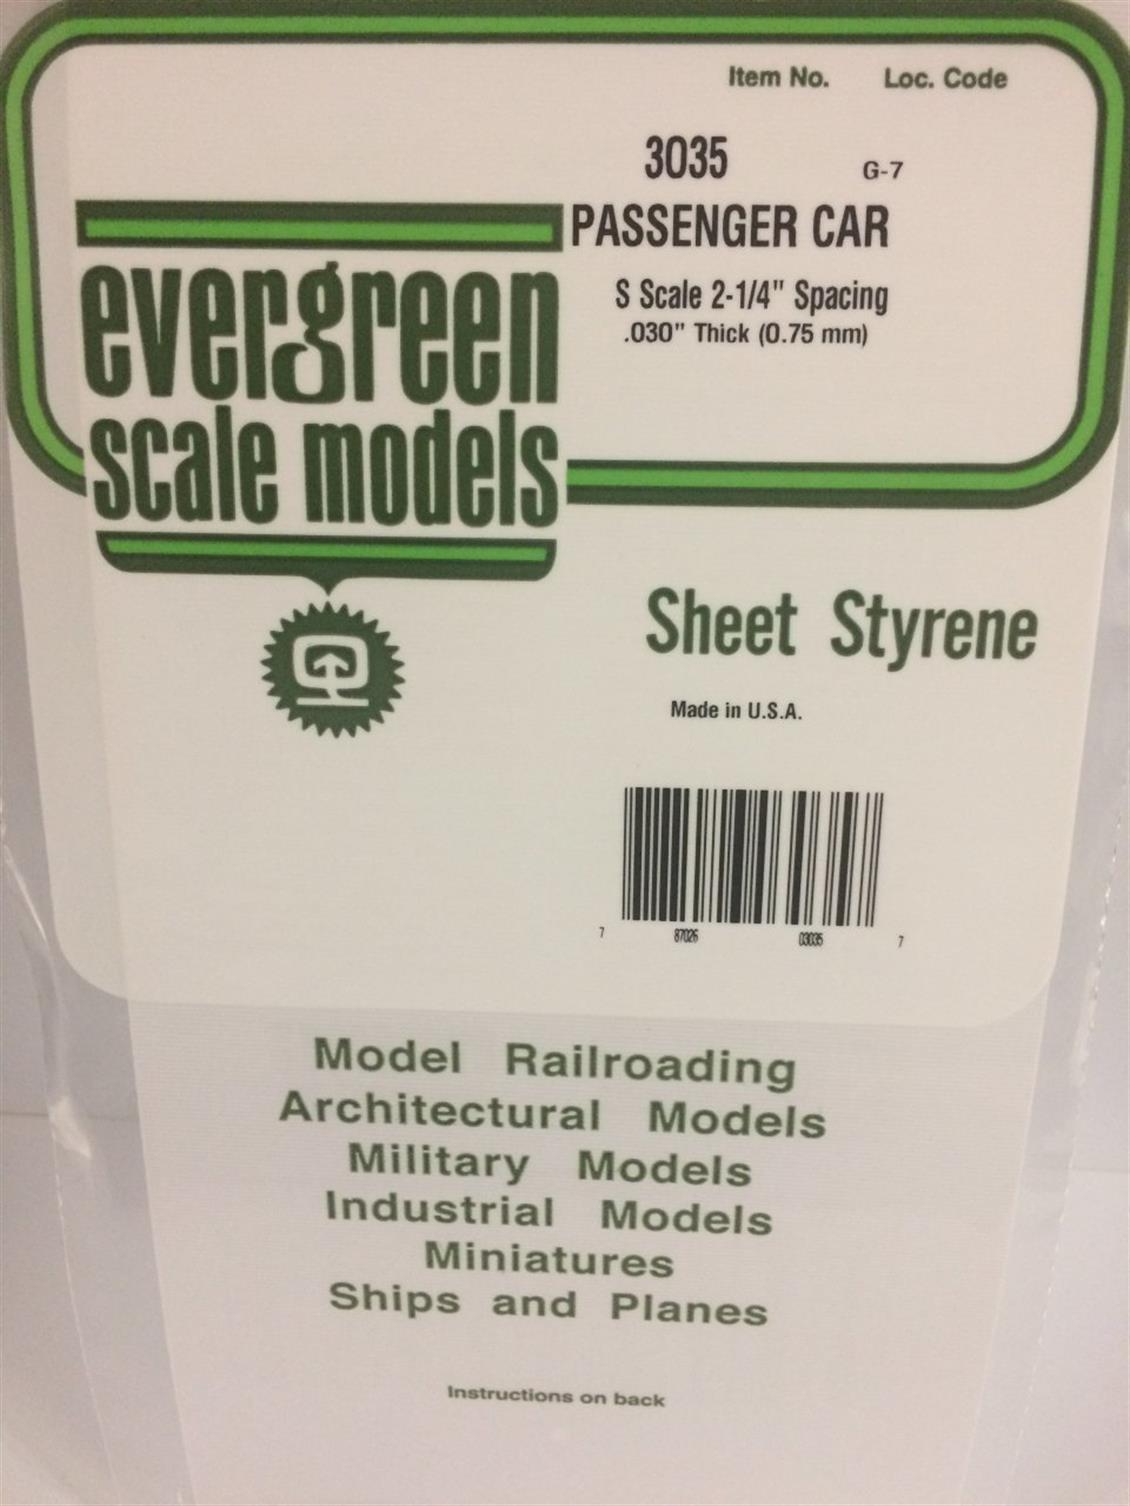 Item No. Loc. Code
3035 G-7
PASSENGER CAR
S Scale 2-1/4" Spacing
.030" Thick (0.75 mm)
evergreen
scale models
Sheet Styrene
Made in U.S.A.
7 87026 03035 7
Model Railroading
Architectural Models
Military Models
Industrial Models
Miniatures
Ships and Planes
Instructions on back